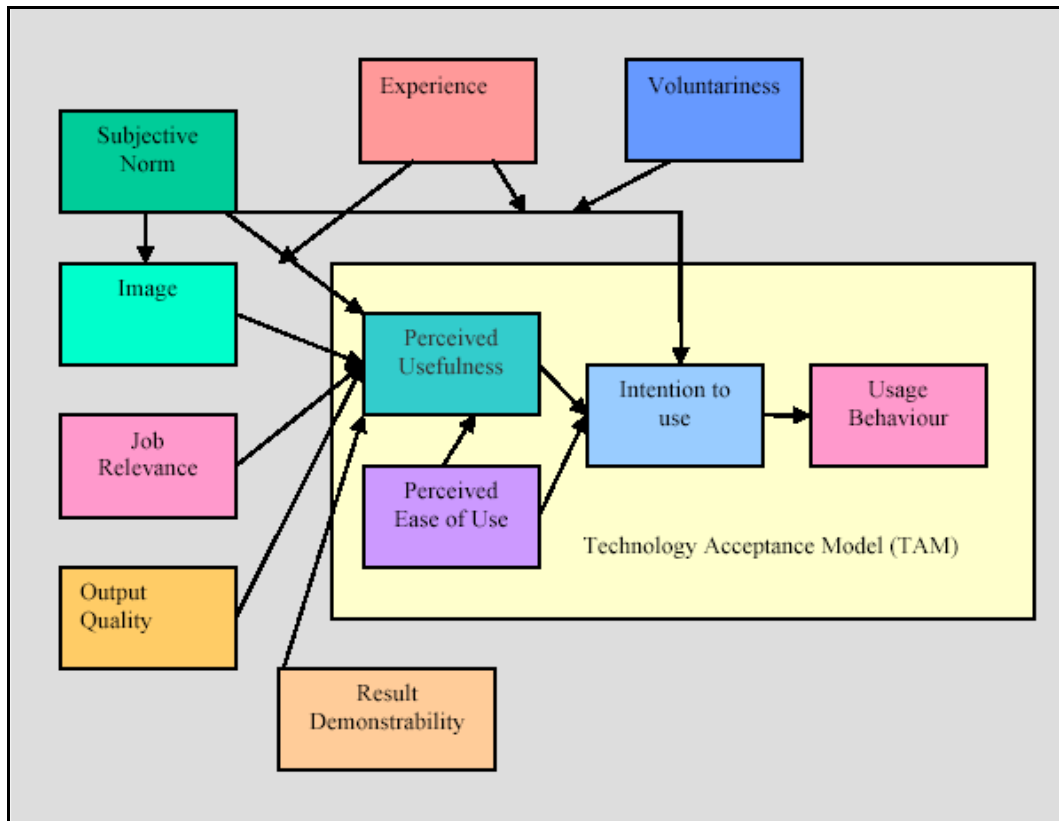 Experience
Voluntariness
Subjective
Norm
Image
Perceived
Usefulness
Intention to
use
Usage
Behaviour
Job
Relevance
Perceived
Ease of Use
Technology Acceptance Model (TAM)
Output
Quality
Result
Demonstrability